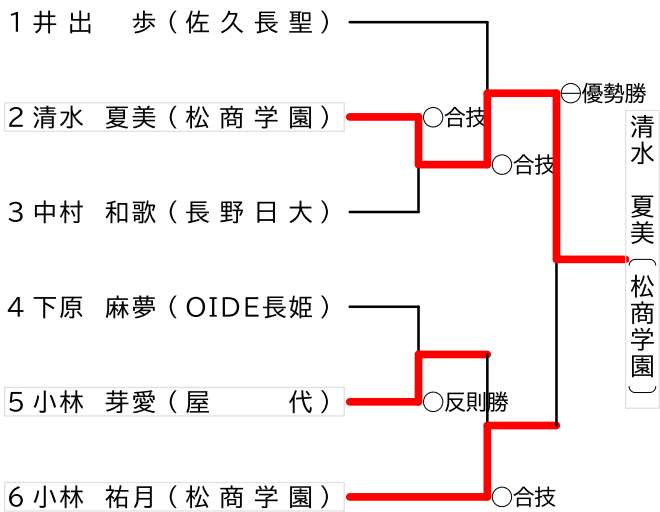 1 井出 歩(佐久長聖)
○優勢勝
2 清水 夏美(松商学園)
○合技
清水 夏美(松商学園)
○合技
3 中村 和歌(長野日大)
4 下原 麻夢(OIDE長姫)
5 小林 芽愛(屋代)
○反則勝
6 小林 祐月(松商学園)
○合技